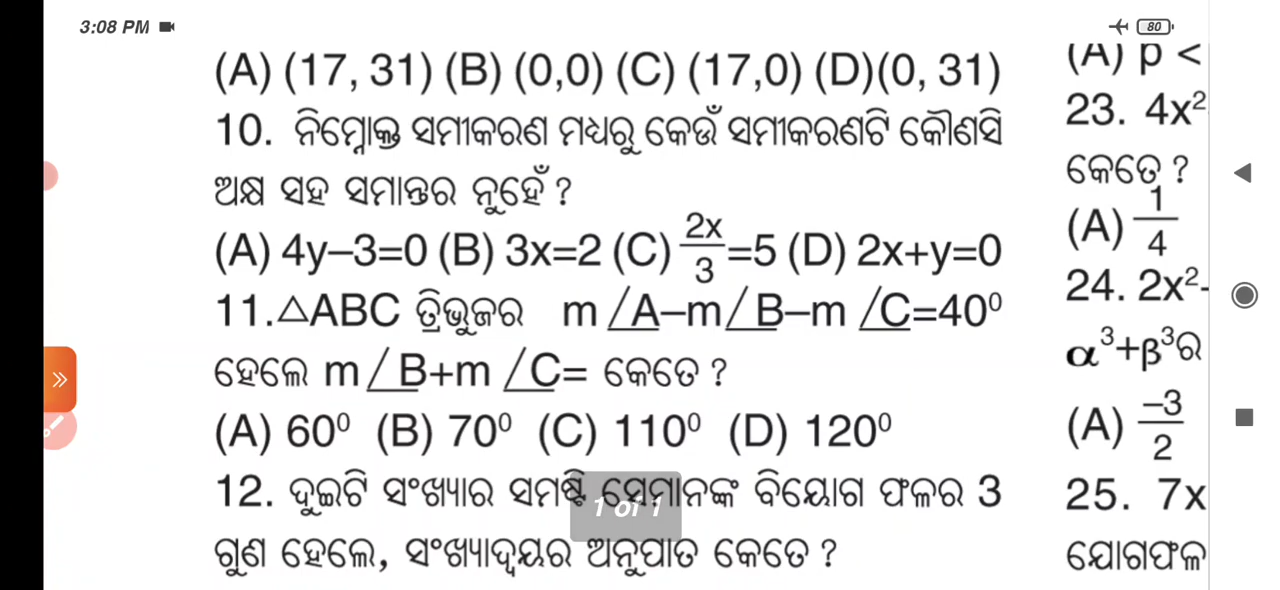 3:08 PM
80
(A) (17, 31) (B) (0,0) (C) (17,0) (D)(0, 31)
10. ନିମ୍ନୋକ୍ତ ସମୀକରଣ ମଧ୍ୟରୁ କେଉଁ ସମୀକରଣଟି କୌଣସି
ଅକ୍ଷ ସହ ସମାନ୍ତର ନୁହେଁ ?
(A) 4y–3=0 (B) 3x=2 (C) 2x/3=5 (D) 2x+y=0
11.△ABC ତ୍ରିଭୁଜର m∠A–m∠B–m∠C=40⁰
ହେଲେ m∠B+m∠C= କେତେ ?
(A) 60⁰ (B) 70⁰ (C) 110⁰ (D) 120⁰
12. ଦୁଇଟି ସଂଖ୍ୟାର ସମଷ୍ଟି ସେମାନଙ୍କ ବିୟୋଗ ଫଳର 3
ଗୁଣ ହେଲେ, ସଂଖ୍ୟାଦ୍ୱୟର ଅନୁପାତ କେତେ ?
1 of 1
(A) p <
23. 4x²
କେତେ ?
(A) 1/4
24. 2x²-
α³+β³ର
(A) –3/2
25. 7x
ଯୋଗଫଳ